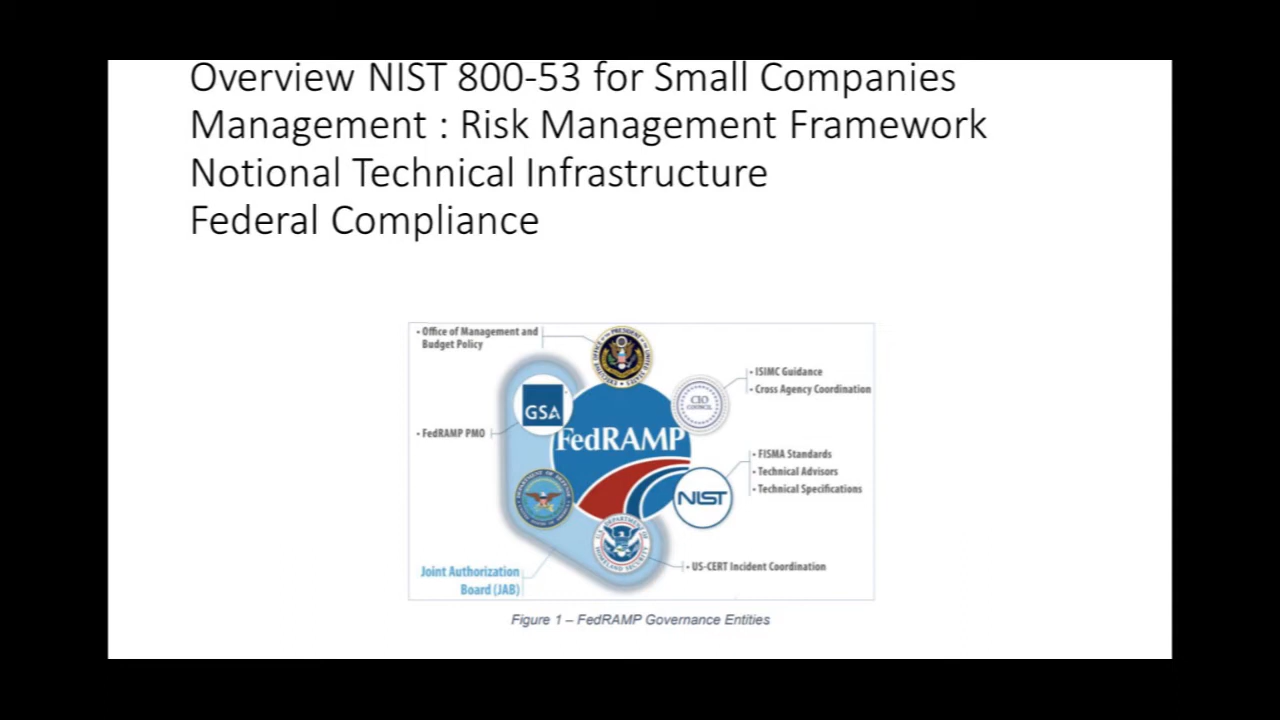 Overview NIST 800-53 for Small Companies
Management : Risk Management Framework
Notional Technical Infrastructure
Federal Compliance
• Office of Management and
Budget Policy
• ISIMC Guidance
• Cross Agency Coordination
CIO
COUNCIL
GSA
• FedRAMP PMO
FedRAMP
• FISMA Standards
• Technical Advisors
• Technical Specifications
NIST
• US-CERT Incident Coordination
Joint Authorization
Board (JAB)
Figure 1 – FedRAMP Governance Entities